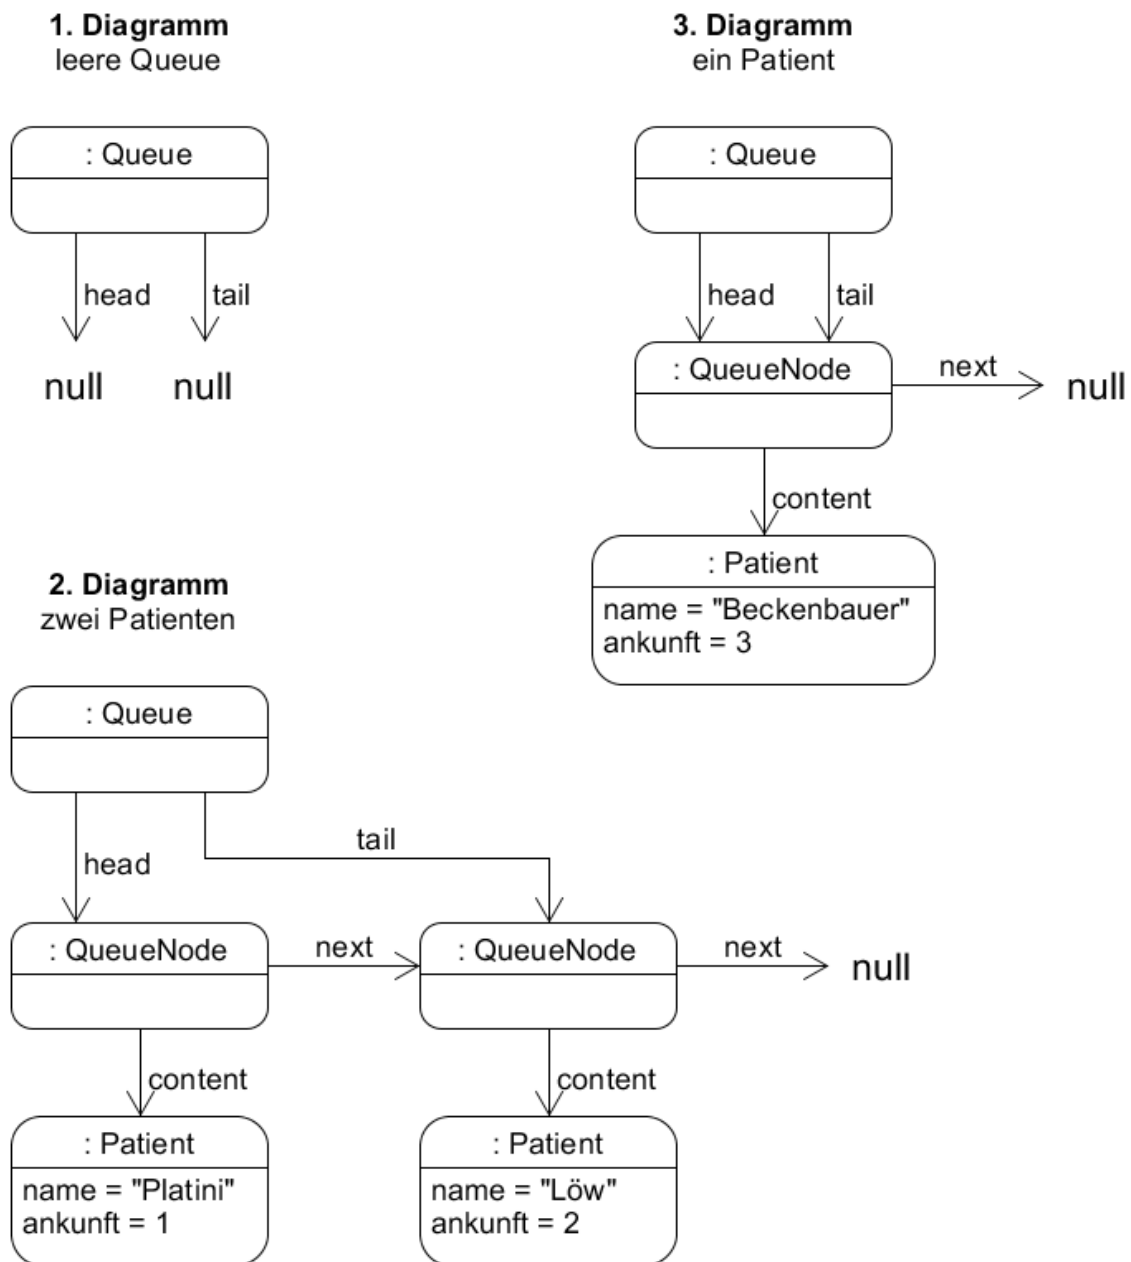 1. Diagramm
leere Queue
: Queue
head
tail
null
null
2. Diagramm
zwei Patienten
: Queue
head
tail
: QueueNode
next
: QueueNode
next
null
content
content
: Patient
name = "Platini"
ankunft = 1
: Patient
name = "Löw"
ankunft = 2
3. Diagramm
ein Patient
: Queue
head
tail
: QueueNode
next
null
content
: Patient
name = "Beckenbauer"
ankunft = 3